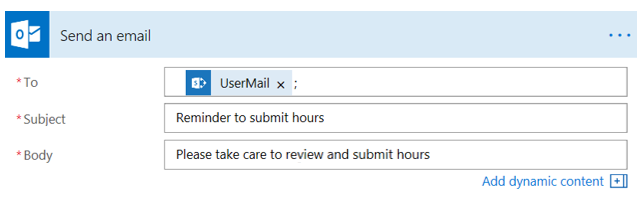 Send an email
*To UserMail x ;
*Subject Reminder to submit hours
*Body Please take care to review and submit hours
Add dynamic content